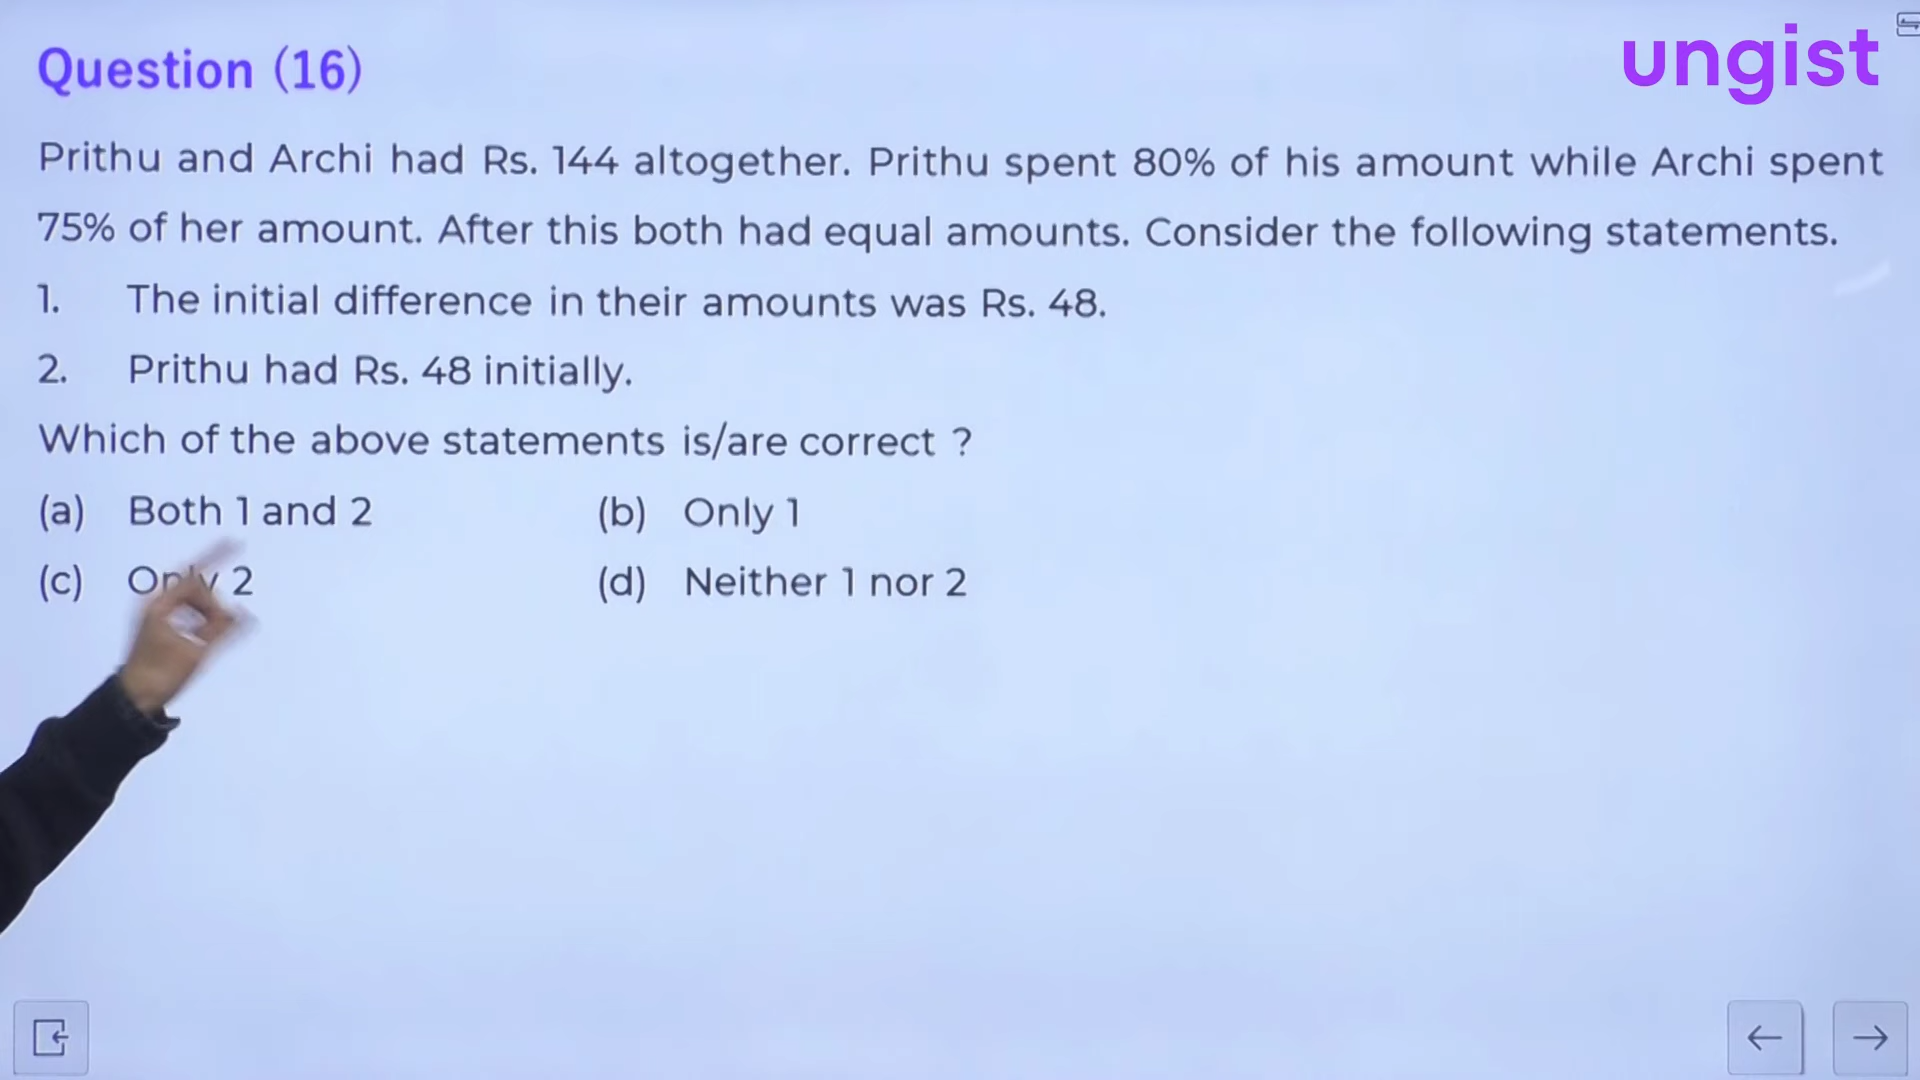 Question (16)
ungist
Prithu and Archi had Rs. 144 altogether. Prithu spent 80% of his amount while Archi spent
75% of her amount. After this both had equal amounts. Consider the following statements.
1. The initial difference in their amounts was Rs. 48.
2. Prithu had Rs. 48 initially.
Which of the above statements is/are correct ?
(a) Both 1 and 2 (b) Only 1
(c) Only 2 (d) Neither 1 nor 2